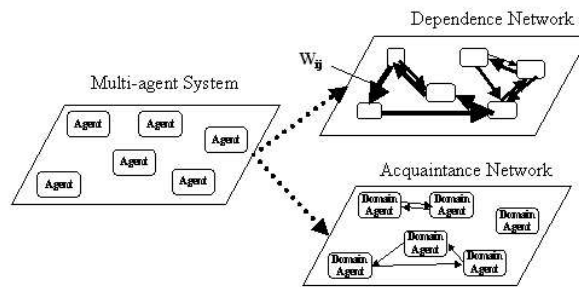 Dependence Network
Wij
Multi-agent System
Agent
Agent
Agent
Agent
Agent
Agent
Acquaintance Network
Domain
Agent
Domain
Agent
Domain
Agent
Domain
Agent
Domain
Agent
Domain
Agent